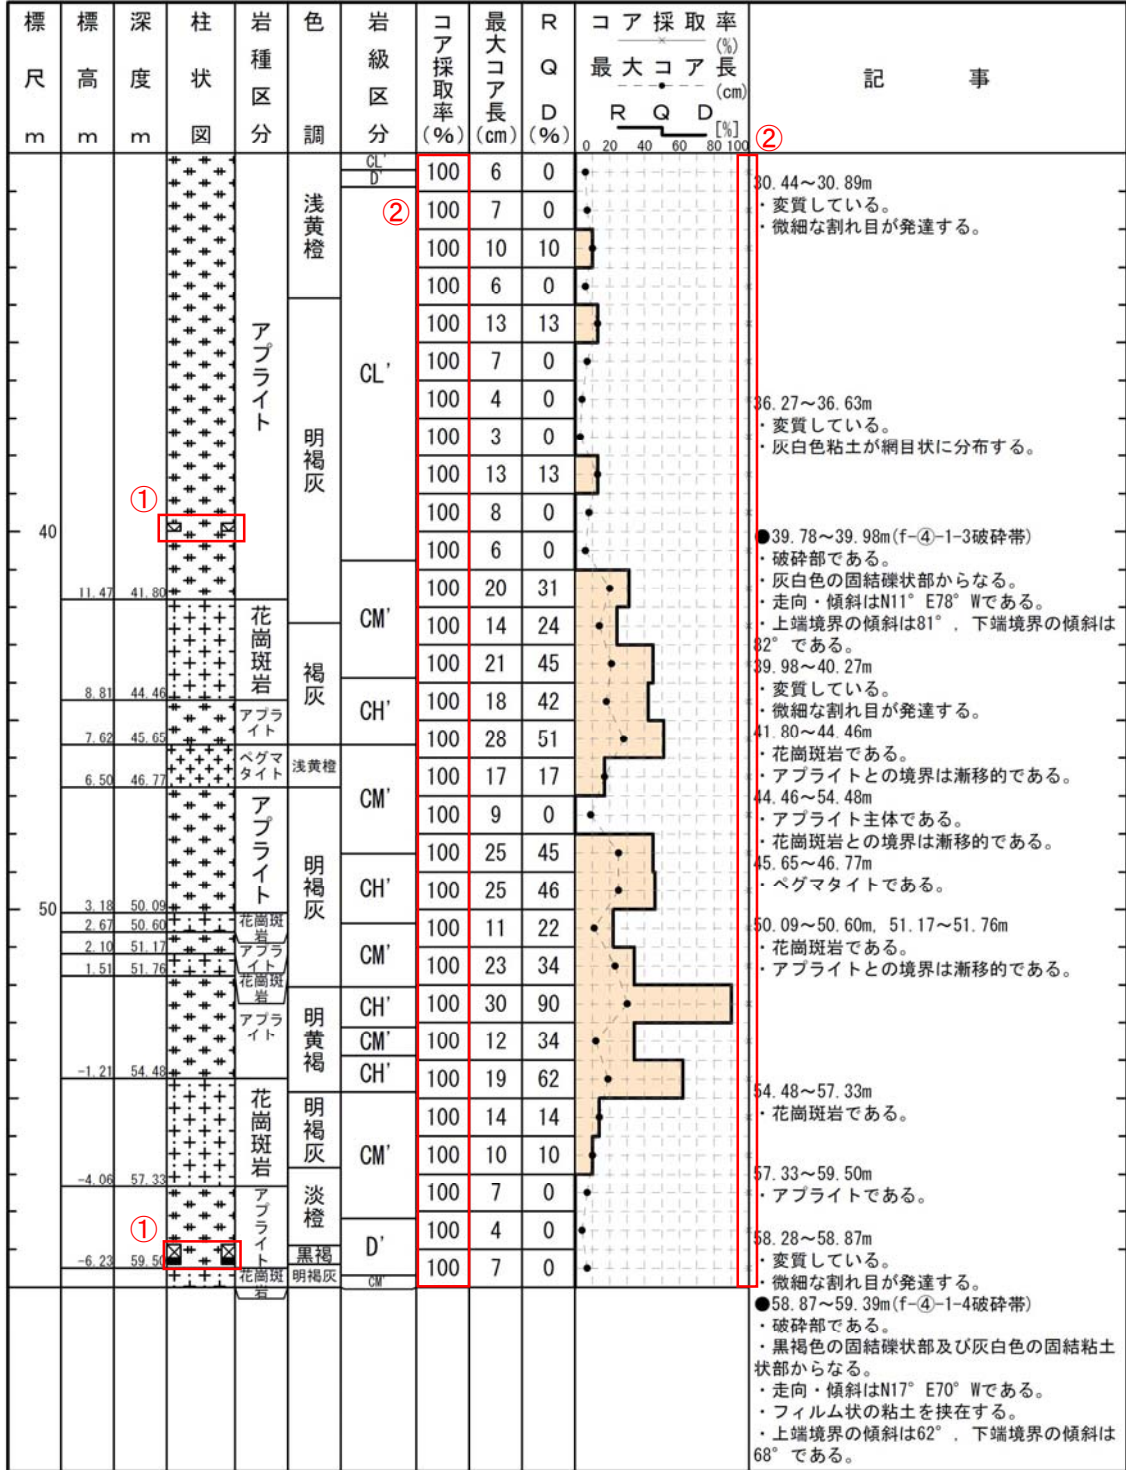 標尺m
標高m
深度m
柱状図
岩種区分
色調
岩級区分
コア採取率(%)
最大コア長(cm)
RQD(%)
コア採取率(%)
最大コア長(cm)
RQD[%]
0 20 40 60 80 100
記事
②
②
①
①
40
50
11.47 41.80
8.81 44.46
7.62 45.65
6.50 46.77
3.18 50.09
2.67 50.60
2.10 51.17
1.51 51.76
-1.21 54.48
-4.06 57.33
-6.23 59.50
アプライト
花崗斑岩
アプライト
ペグマタイト
アプライト
花崗斑岩
アプライト
花崗斑岩
アプライト
花崗斑岩
アプライト
花崗斑岩
浅黄橙
明褐灰
褐灰
浅黄橙
明褐灰
明黄褐
明褐灰
淡橙
黒褐
明褐灰
CL'
D'
CL'
CM'
CH'
CM'
CH'
CM'
CH'
CM'
CH'
CM'
D'
CM'
100 6 0
100 7 0
100 10 10
100 6 0
100 13 13
100 7 0
100 4 0
100 3 0
100 13 13
100 8 0
100 6 0
100 20 31
100 14 24
100 21 45
100 18 42
100 28 51
100 17 17
100 9 0
100 25 45
100 25 46
100 11 22
100 23 34
100 30 90
100 12 34
100 19 62
100 14 14
100 10 10
100 7 0
100 4 0
100 7 0
30.44～30.89m
・変質している。
・微細な割れ目が発達する。
36.27～36.63m
・変質している。
・灰白色粘土が網目状に分布する。
●39.78～39.98m(f-④-1-3破砕帯)
・破砕部である。
・灰白色の固結礫状部からなる。
・走向・傾斜はN11°E78°Wである。
・上端境界の傾斜は81°，下端境界の傾斜は
82°である。
39.98～40.27m
・変質している。
・微細な割れ目が発達する。
41.80～44.46m
・花崗斑岩である。
・アプライトとの境界は漸移的である。
44.46～54.48m
・アプライト主体である。
・花崗斑岩との境界は漸移的である。
45.65～46.77m
・ペグマタイトである。
50.09～50.60m, 51.17～51.76m
・花崗斑岩である。
・アプライトとの境界は漸移的である。
54.48～57.33m
・花崗斑岩である。
57.33～59.50m
・アプライトである。
58.28～58.87m
・変質している。
・微細な割れ目が発達する。
●58.87～59.39m(f-④-1-4破砕帯)
・破砕部である。
・黒褐色の固結礫状部及び灰白色の固結粘土
状部からなる。
・走向・傾斜はN17°E70°Wである。
・フィルム状の粘土を挟在する。
・上端境界の傾斜は62°，下端境界の傾斜は
68°である。